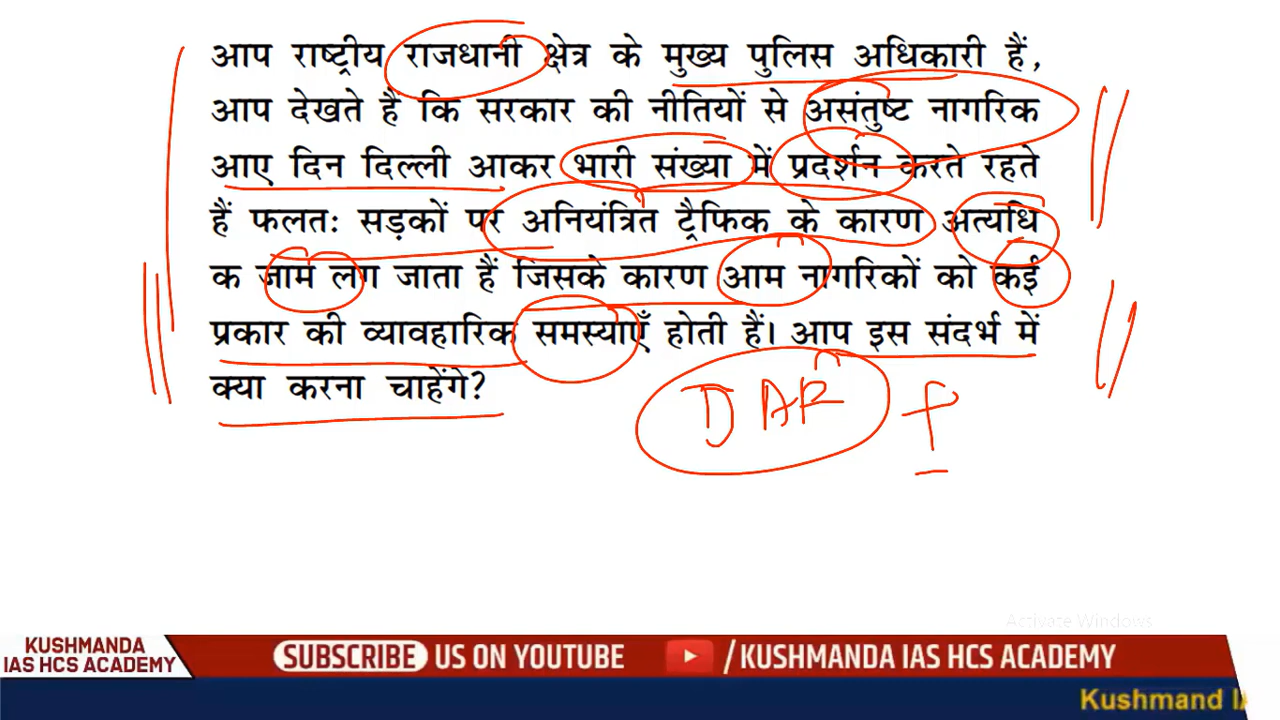 आप राष्ट्रीय राजधानी क्षेत्र के मुख्य पुलिस अधिकारी हैं,
आप देखते हैं कि सरकार की नीतियों से असंतुष्ट नागरिक
आए दिन दिल्ली आकर भारी संख्या में प्रदर्शन करते रहते
हैं फलतः सड़कों पर अनियंत्रित ट्रैफिक के कारण अत्यधि
क जाम लग जाता हैं जिसके कारण आम नागरिकों को कई
प्रकार की व्यावहारिक समस्याएँ होती हैं। आप इस संदर्भ में
क्या करना चाहेंगे?
DAR
Activate Windows
KUSHMANDA
IAS HCS ACADEMY
SUBSCRIBE US ON YOUTUBE
/KUSHMANDA IAS HCS ACADEMY
Kushmand